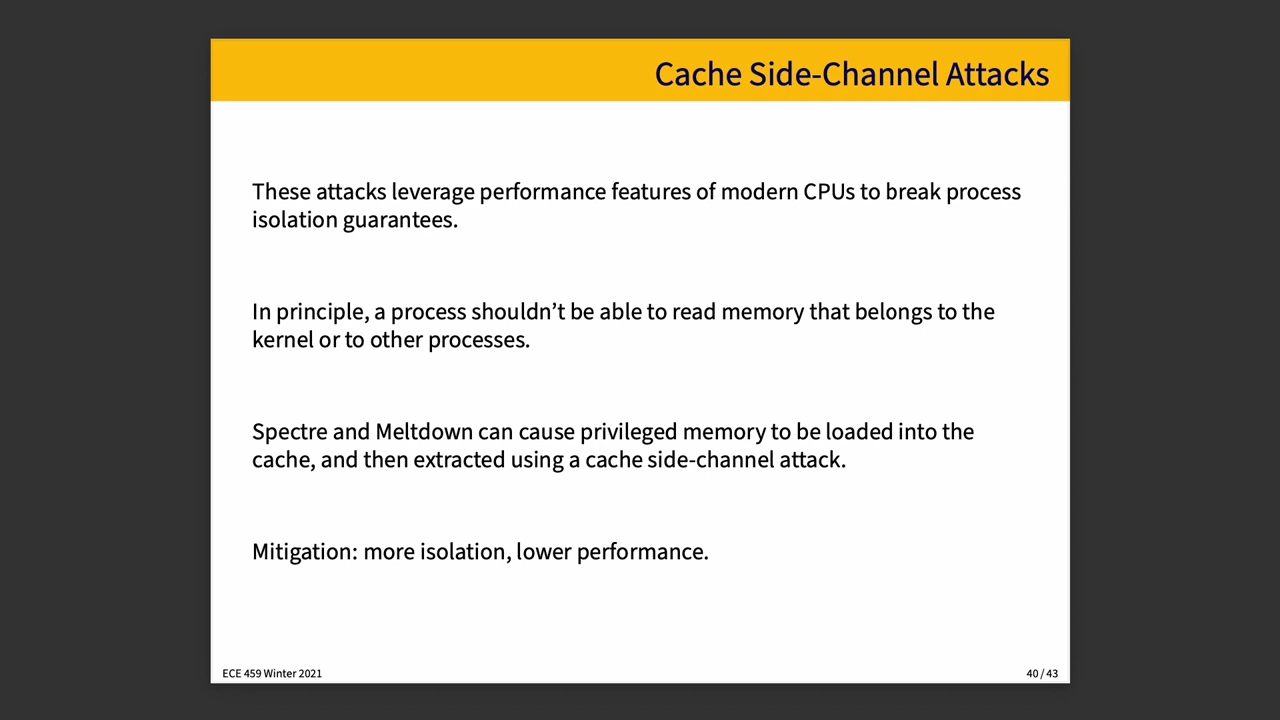 Cache Side-Channel Attacks
These attacks leverage performance features of modern CPUs to break process
isolation guarantees.
In principle, a process shouldn’t be able to read memory that belongs to the
kernel or to other processes.
Spectre and Meltdown can cause privileged memory to be loaded into the
cache, and then extracted using a cache side-channel attack.
Mitigation: more isolation, lower performance.
ECE 459 Winter 2021
40 / 43